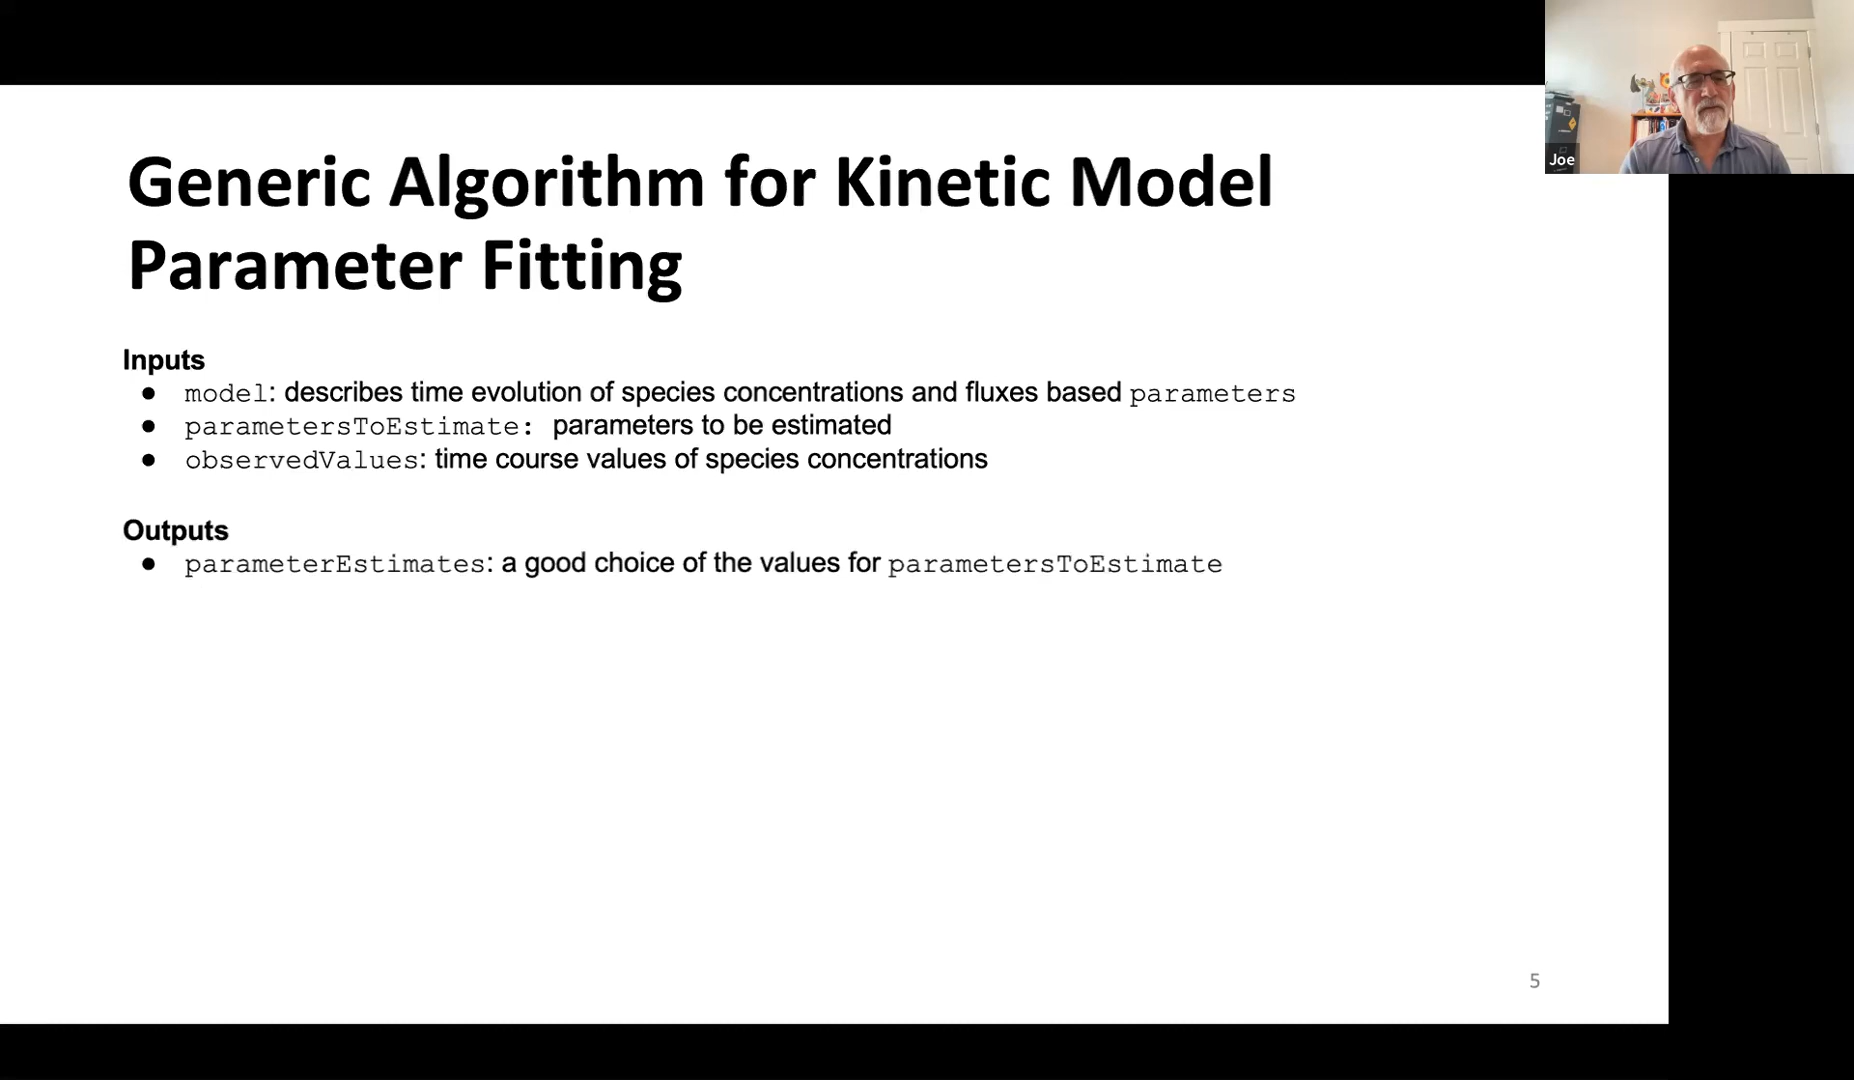 Joe
Generic Algorithm for Kinetic Model
Parameter Fitting
Inputs
● model: describes time evolution of species concentrations and fluxes based parameters
● parametersToEstimate: parameters to be estimated
● observedValues: time course values of species concentrations
Outputs
● parameterEstimates: a good choice of the values for parametersToEstimate
5